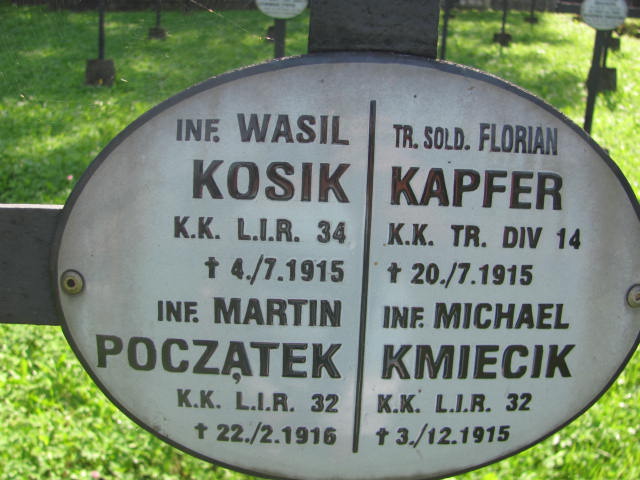 INF. WASIL
KOSIK
K.K. L.I.R. 34
† 4./7.1915
INF. MARTIN
POCZĄTEK
K.K. L.I.R. 32
† 22./2.1916
TR. SOLD. FLORIAN
KAPFER
K.K. TR. DIV 14
† 20./7.1915
INF. MICHAEL
KMIECIK
K.K. L.I.R. 32
† 3./12.1915